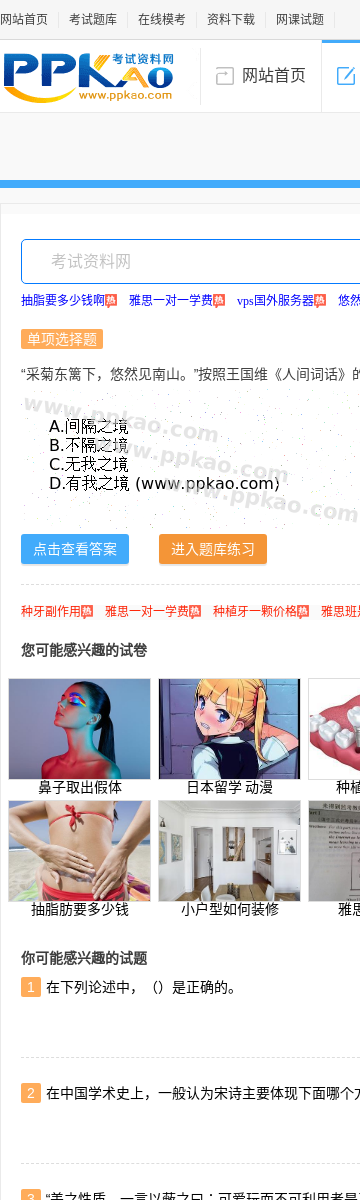 网站首页 考试题库 在线模考 资料下载 网课试题
PPKAO 考试资料网
www.ppkao.com
网站首页
考试资料网
抽脂要多少钱啊 热 雅思一对一学费 热 vps国外服务器 热 悠然
单项选择题
“采菊东篱下，悠然见南山。”按照王国维《人间词话》的
www.ppkao.com
A.间隔之境
B.不隔之境
www.ppkao.com
C.无我之境
D.有我之境 (www.ppkao.com)
www.ppkao.com
点击查看答案 进入题库练习
种牙副作用 热 雅思一对一学费 热 种植牙一颗价格 热 雅思班
您可能感兴趣的试卷
鼻子取出假体 日本留学 动漫 种植
抽脂肪要多少钱 小户型如何装修 雅思
你可能感兴趣的试题
1 在下列论述中，（）是正确的。
2 在中国学术史上，一般认为宋诗主要体现下面哪个方
3 “美之性质，一言以蔽之曰：可爱玩而不可利用者是